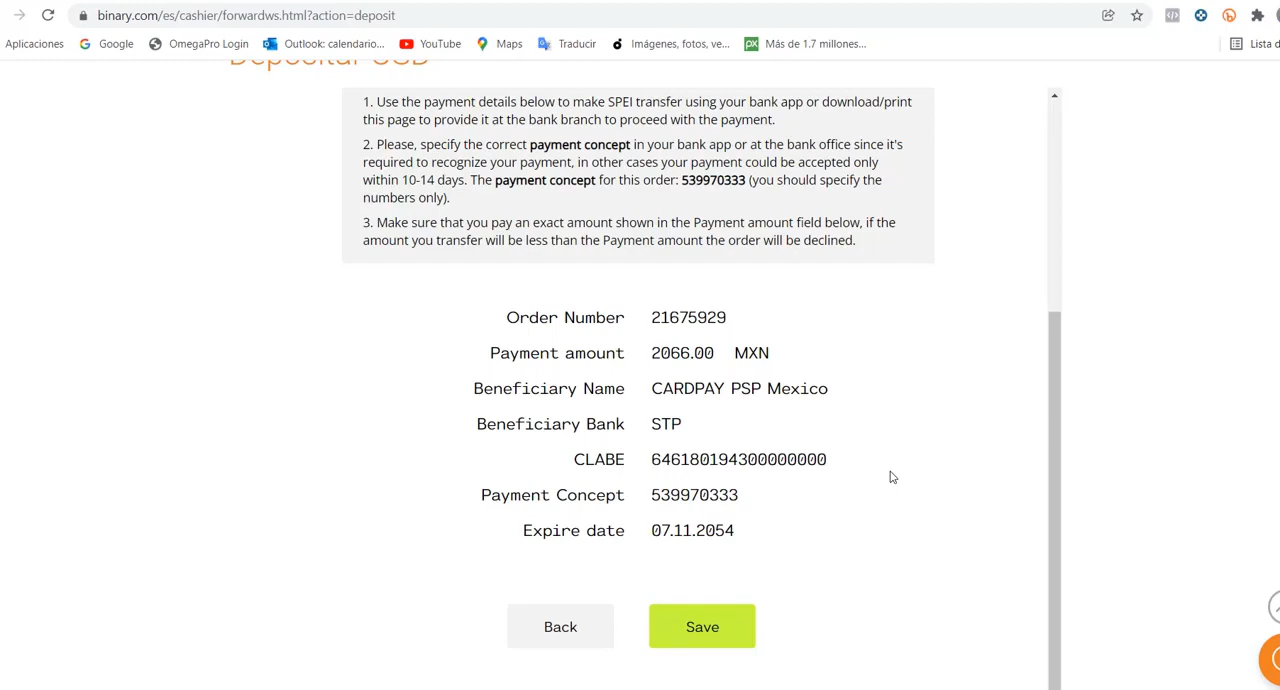 binary.com/es/cashier/forwardws.html?action=deposit
Aplicaciones Google OmegaPro Login Outlook: calendario... YouTube Maps Traducir Imágenes, fotos, ve... px Más de 1.7 millones... Lista d
Depositar USD
1. Use the payment details below to make SPEI transfer using your bank app or download/print
this page to provide it at the bank branch to proceed with the payment.
2. Please, specify the correct payment concept in your bank app or at the bank office since it's
required to recognize your payment, in other cases your payment could be accepted only
within 10-14 days. The payment concept for this order: 539970333 (you should specify the
numbers only).
3. Make sure that you pay an exact amount shown in the Payment amount field below, if the
amount you transfer will be less than the Payment amount the order will be declined.
Order Number 21675929
Payment amount 2066.00 MXN
Beneficiary Name CARDPAY PSP Mexico
Beneficiary Bank STP
CLABE 646180194300000000
Payment Concept 539970333
Expire date 07.11.2054
Back Save